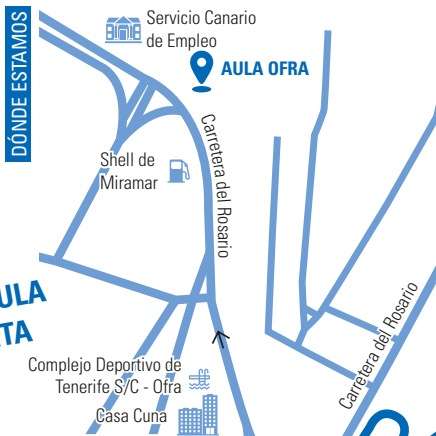 DÓNDE ESTAMOS
Servicio Canario
de Empleo
AULA OFRA
Carretera del Rosario
Shell de
Miramar
ULA
TA
Carretera del Rosario
Complejo Deportivo de
Tenerife S/C - Ofra
Casa Cuna